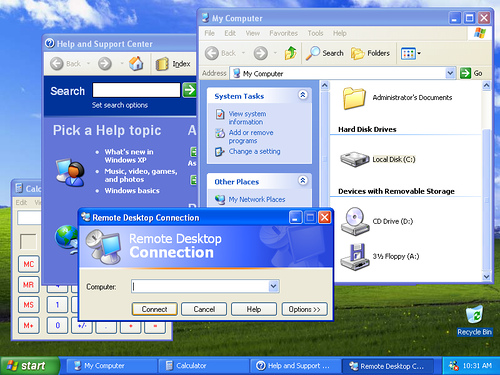 My Computer
File Edit View Favorites Tools Help
Back Search Folders
Address My Computer Go
System Tasks
View system
information
Add or remove
programs
Change a setting
Other Places
My Network Places
Administrator's Documents
Hard Disk Drives
Local Disk (C:)
Devices with Removable Storage
CD Drive (D:)
3½ Floppy (A:)
Help and Support Center
Back Index
Search
Set search options
Pick a Help topic
What's new in
Windows XP
Music, video, games,
and photos
Windows basics
A
As
Edit
MC
MR
MS 1
M+ 0 +/- . + =
Remote Desktop Connection
Remote Desktop
Connection
Computer:
Connect Cancel Help Options >>
Recycle Bin
start My Computer Calculator Help and Support ... Remote Desktop C... 10:31 AM